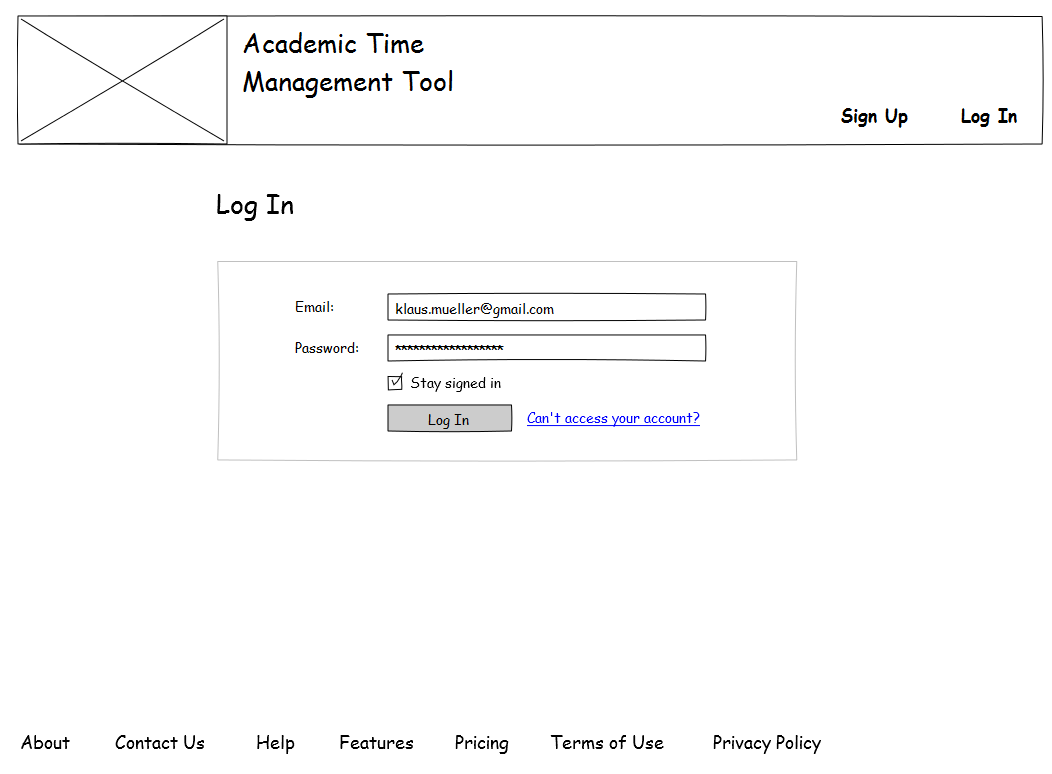 Academic Time
Management Tool
Sign Up Log In
Log In
Email: klaus.mueller@gmail.com
Password: ******************
Stay signed in
Log In Can't access your account?
About Contact Us Help Features Pricing Terms of Use Privacy Policy